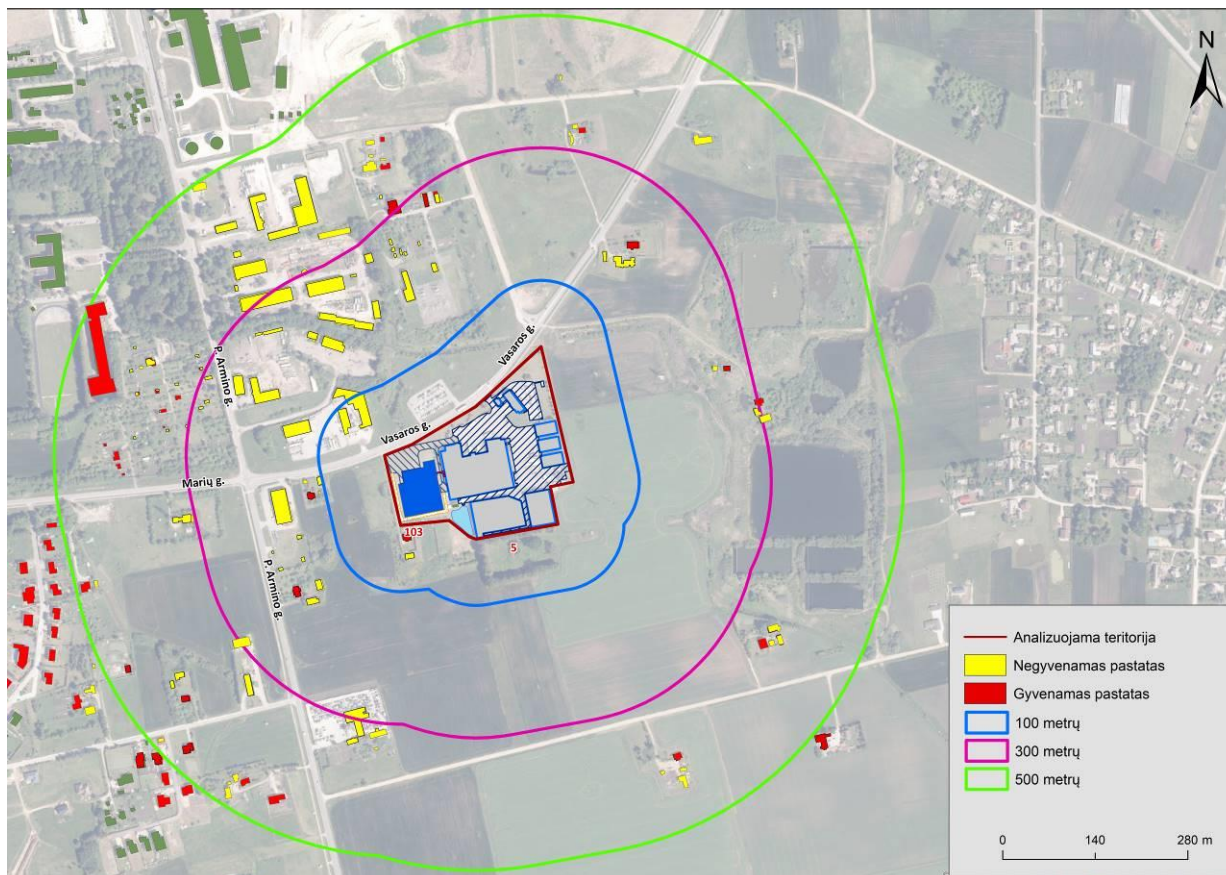 N
Vasaros g.
P. Armino g.
Vasaros g.
Marių g.
103
5
P. Armino g.
Analizuojama teritorija
Negyvenamas pastatas
Gyvenamas pastatas
100 metrų
300 metrų
500 metrų
0 140 280 m